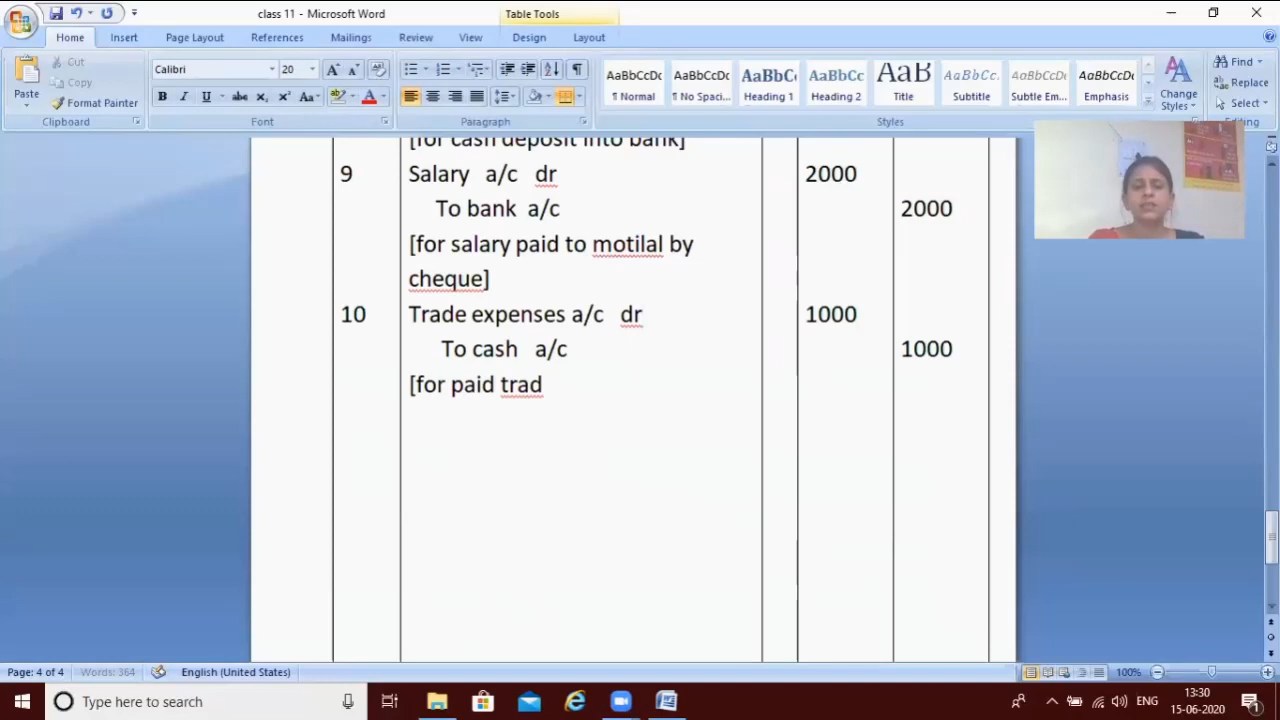 class 11 - Microsoft Word
Table Tools
Home Insert Page Layout References Mailings Review View Design Layout
Paste
Cut
Copy
Format Painter
Clipboard
Calibri 20
B I U abc x₂ x² Aa
Font
Paragraph
AaBbCcDc AaBbCcDc AaBbC AaBbCc AaB AaBbCc. AaBbCcDc AaBbCcDc
¶ Normal ¶ No Spaci... Heading 1 Heading 2 Title Subtitle Subtle Em... Emphasis
Styles
Change Styles
Find
Replace
Select
Editing
[for cash deposit into bank]
9 Salary a/c dr 2000
To bank a/c 2000
[for salary paid to motilal by
cheque]
10 Trade expenses a/c dr 1000
To cash a/c 1000
[for paid trad
Page: 4 of 4 Words: 364 English (United States) 100%
Type here to search
ENG
13:30
15-06-2020